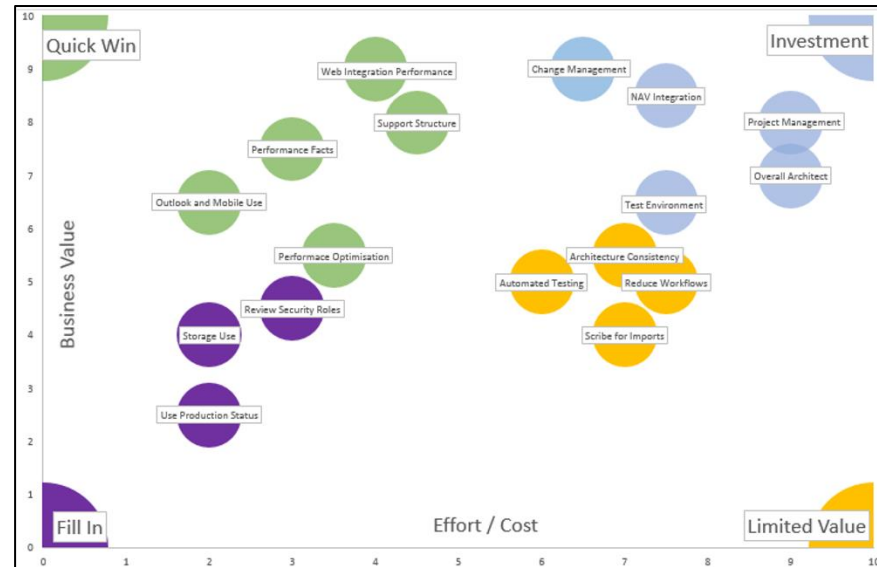 10
Quick Win
Investment
9
Web Integration Performance
Change Management
NAV Integration
8
Support Structure
Project Management
Performance Facts
7
Overall Architect
Outlook and Mobile Use
Test Environment
6
Performace Optimisation
Architecture Consistency
5
Automated Testing
Reduce Workflows
Business Value
Review Security Roles
4
Storage Use
Scribe for Imports
3
Use Production Status
2
1
Fill In
Effort / Cost
Limited Value
0
0 1 2 3 4 5 6 7 8 9 10